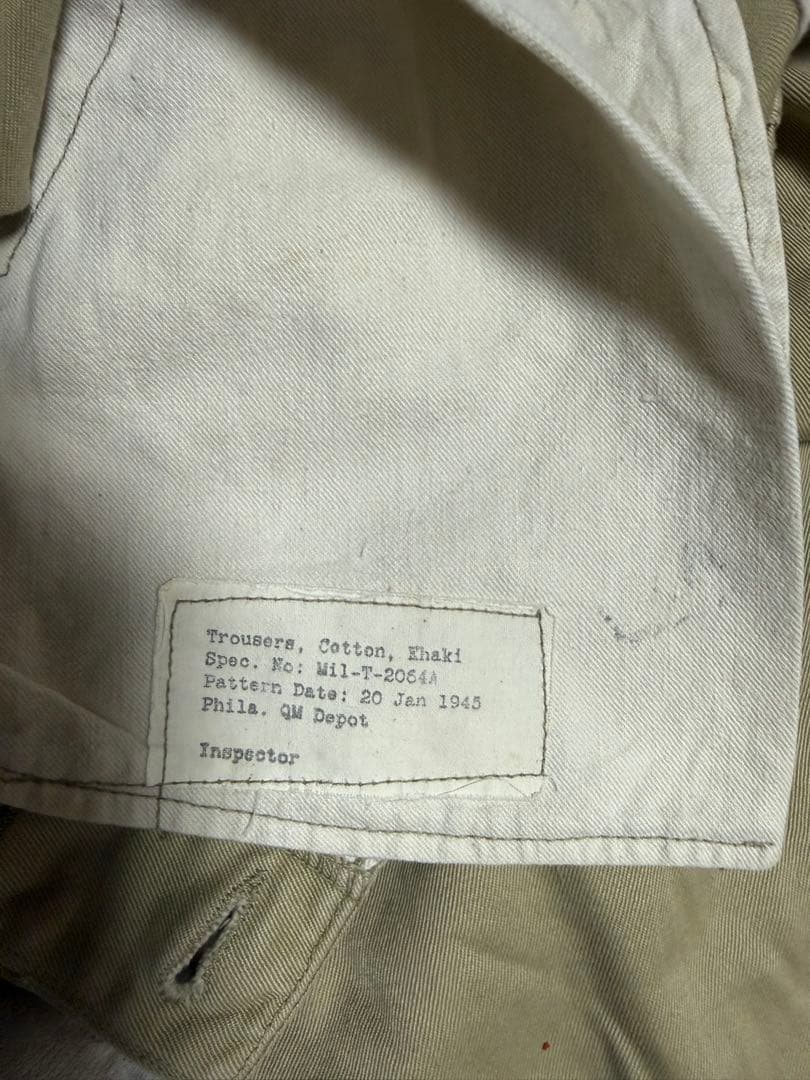 Trousers, Cotton, Khaki
Spec. No: Mil-T-2064A
Pattern Date: 20 Jan 1945
Phila. QM Depot
Inspector